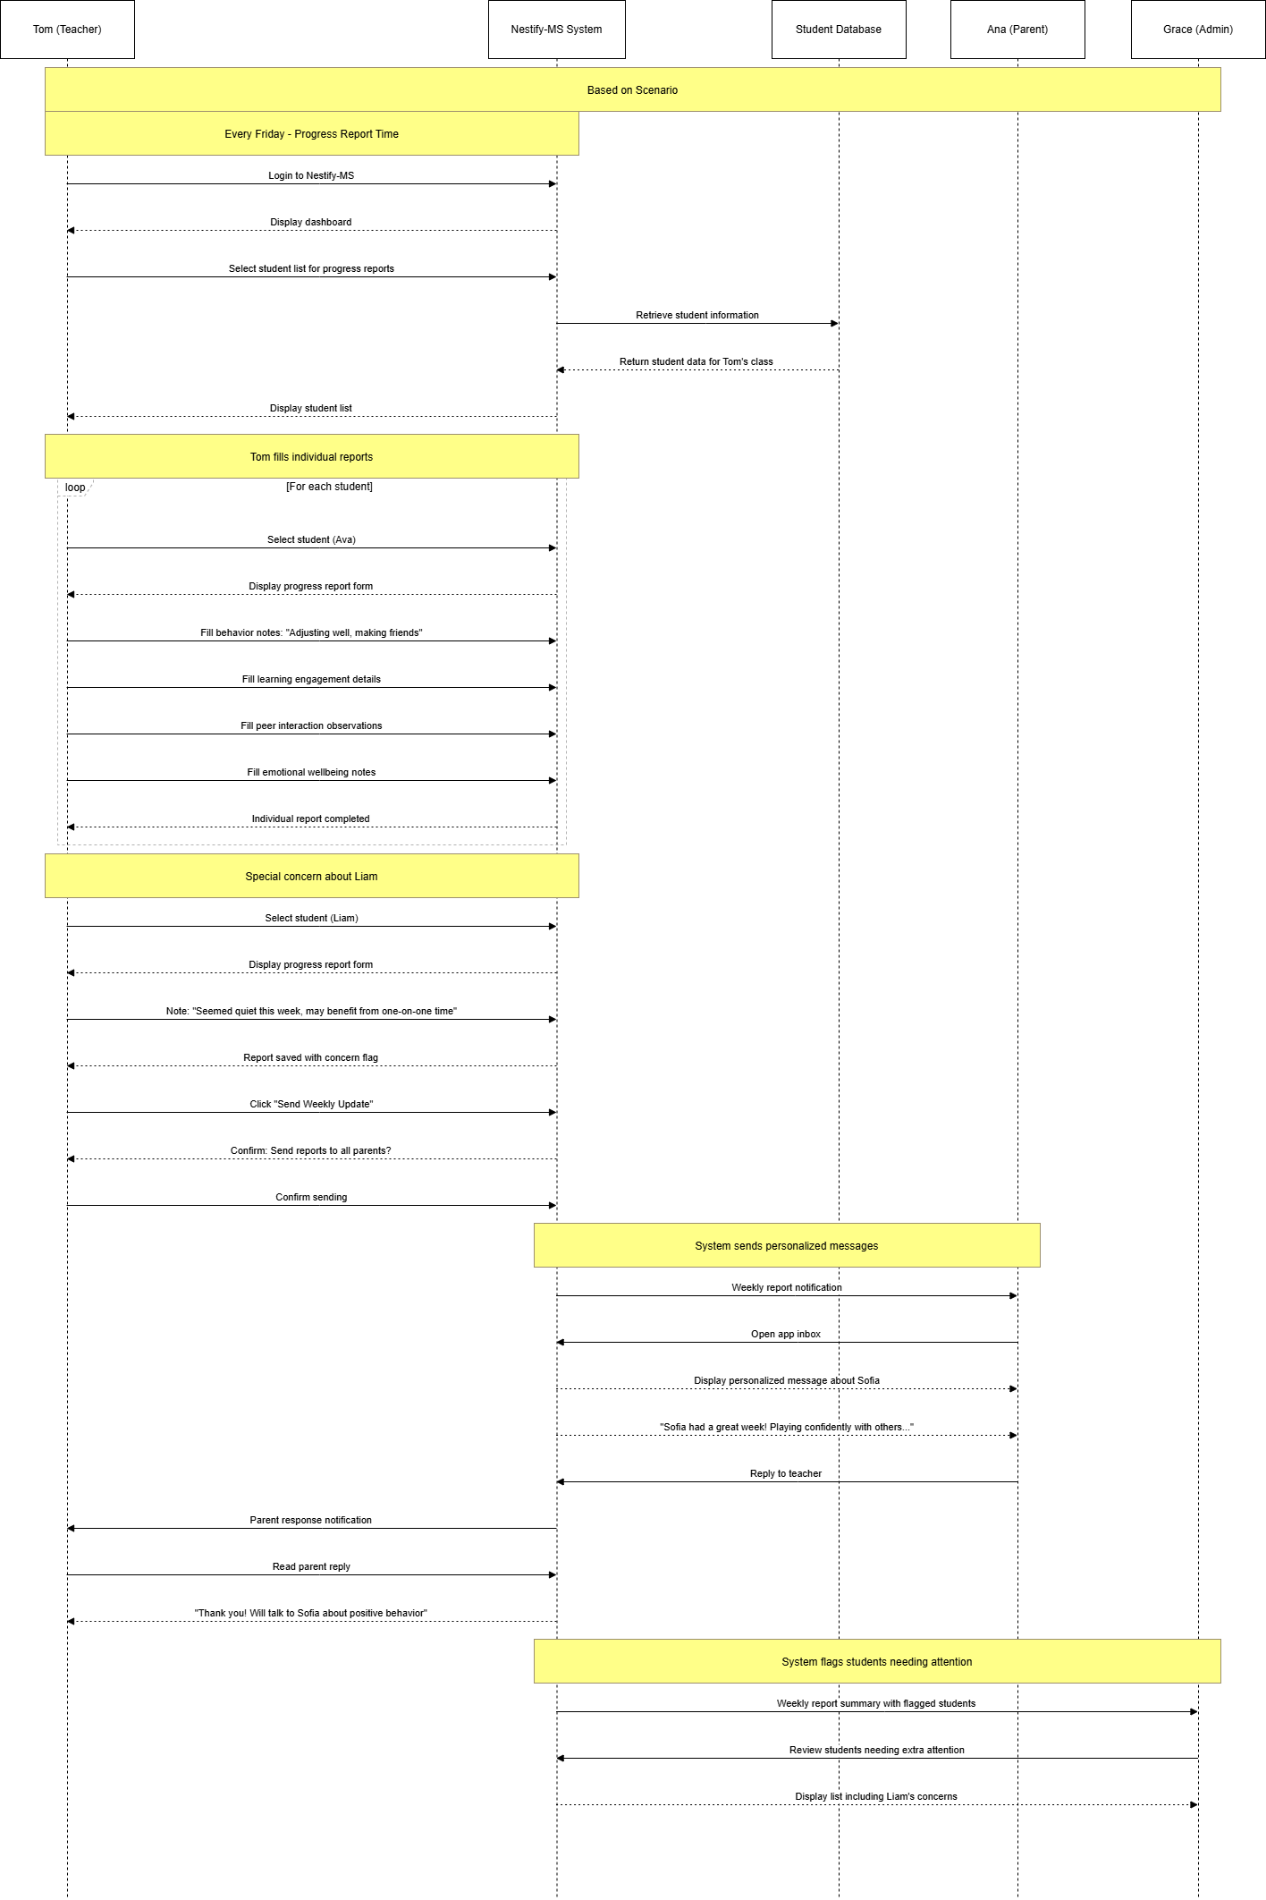 Tom (Teacher)
Nestify-MS System
Student Database
Ana (Parent)
Grace (Admin)
Based on Scenario
Every Friday - Progress Report Time
Login to Nestify-MS
Display dashboard
Select student list for progress reports
Retrieve student information
Return student data for Tom's class
Display student list
Tom fills individual reports
loop
[For each student]
Select student (Ava)
Display progress report form
Fill behavior notes: "Adjusting well, making friends"
Fill learning engagement details
Fill peer interaction observations
Fill emotional wellbeing notes
Individual report completed
Special concern about Liam
Select student (Liam)
Display progress report form
Note: "Seemed quiet this week, may benefit from one-on-one time"
Report saved with concern flag
Click "Send Weekly Update"
Confirm: Send reports to all parents?
Confirm sending
System sends personalized messages
Weekly report notification
Open app inbox
Display personalized message about Sofia
"Sofia had a great week! Playing confidently with others..."
Reply to teacher
Parent response notification
Read parent reply
"Thank you! Will talk to Sofia about positive behavior"
System flags students needing attention
Weekly report summary with flagged students
Review students needing extra attention
Display list including Liam's concerns